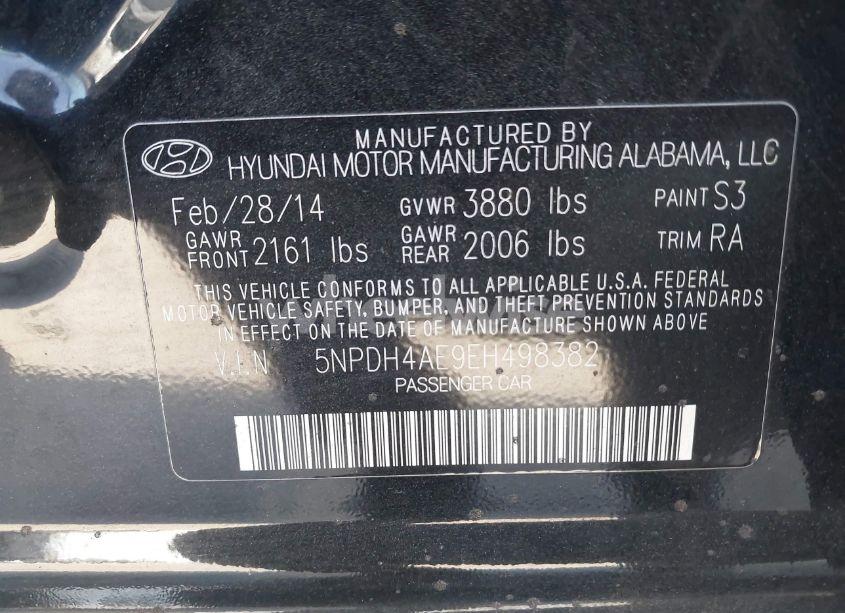 MANUFACTURED BY
HYUNDAI MOTOR MANUFACTURING ALABAMA, LLC
Feb/28/14 GVWR 3880 lbs PAINT S3
GAWR FRONT 2161 lbs GAWR REAR 2006 lbs TRIM RA
THIS VEHICLE CONFORMS TO ALL APPLICABLE U.S.A. FEDERAL
MOTOR VEHICLE SAFETY, BUMPER, AND THEFT PREVENTION STANDARDS
IN EFFECT ON THE DATE OF MANUFACTURE SHOWN ABOVE
V.I.N 5NPDH4AE9EH498382
PASSENGER CAR